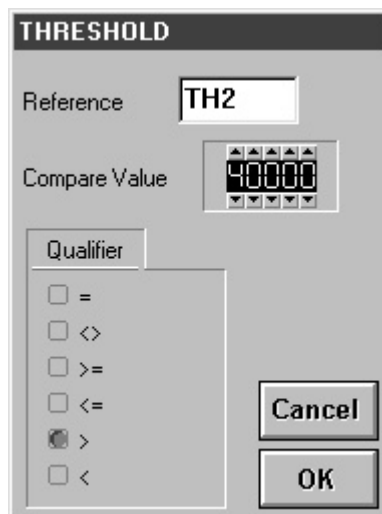 THRESHOLD
Reference TH2
Compare Value 40000
Qualifier
=
<>
>=
<=
>
<
Cancel
OK